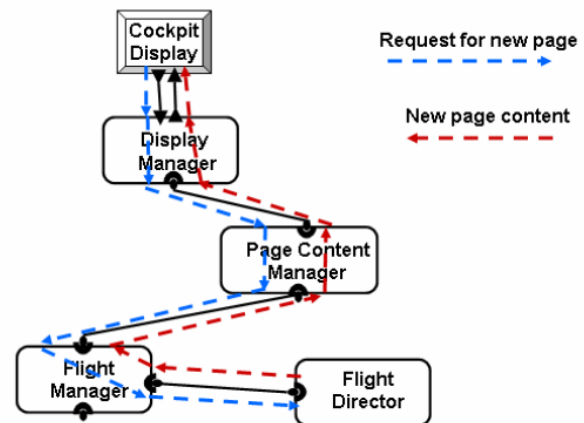 Cockpit
Display
Request for new page
New page content
Display
Manager
Page Content
Manager
Flight
Manager
Flight
Director